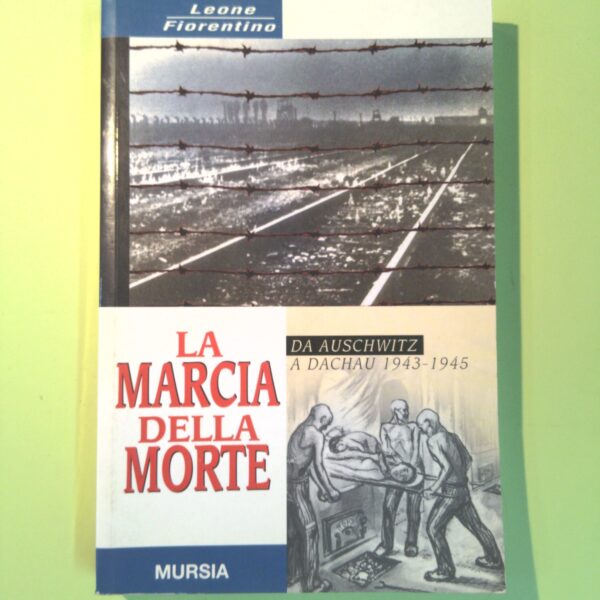 Leone
Fiorentino
LA
MARCIA
DELLA
MORTE
DA AUSCHWITZ
A DACHAU 1943-1945
MURSIA